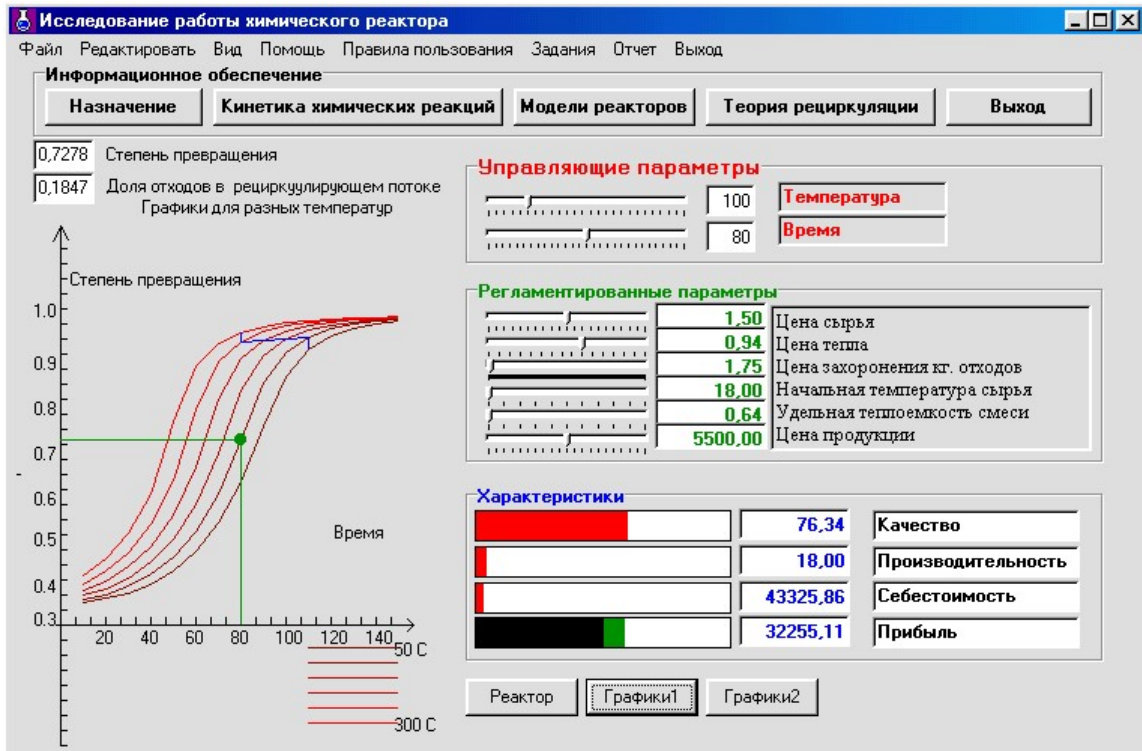 Исследование работы химического реактора
Файл Редактировать Вид Помощь Правила пользования Задания Отчет Выход
Информационное обеспечение
Назначение Кинетика химических реакций Модели реакторов Теория рециркуляции Выход
0,7278 Степень превращения
0,1847 Доля отходов в рециркуулирующем потоке
Графики для разных температур
Степень превращения
1.0
0.9
0.8
0.7
0.6
0.5
0.4
0.3
Время
20 40 60 80 100 120 140
50 С
300 С
Управляющие параметры
100 Температура
80 Время
Регламентированные параметры
1,50 Цена сырья
0,94 Цена тепла
1,75 Цена захоронения кг. отходов
18,00 Начальная температура сырья
0,64 Удельная теплоемкость смеси
5500,00 Цена продукции
Характеристики
76,34 Качество
18,00 Производительность
43325,86 Себестоимость
32255,11 Прибыль
Реактор Графики1 Графики2